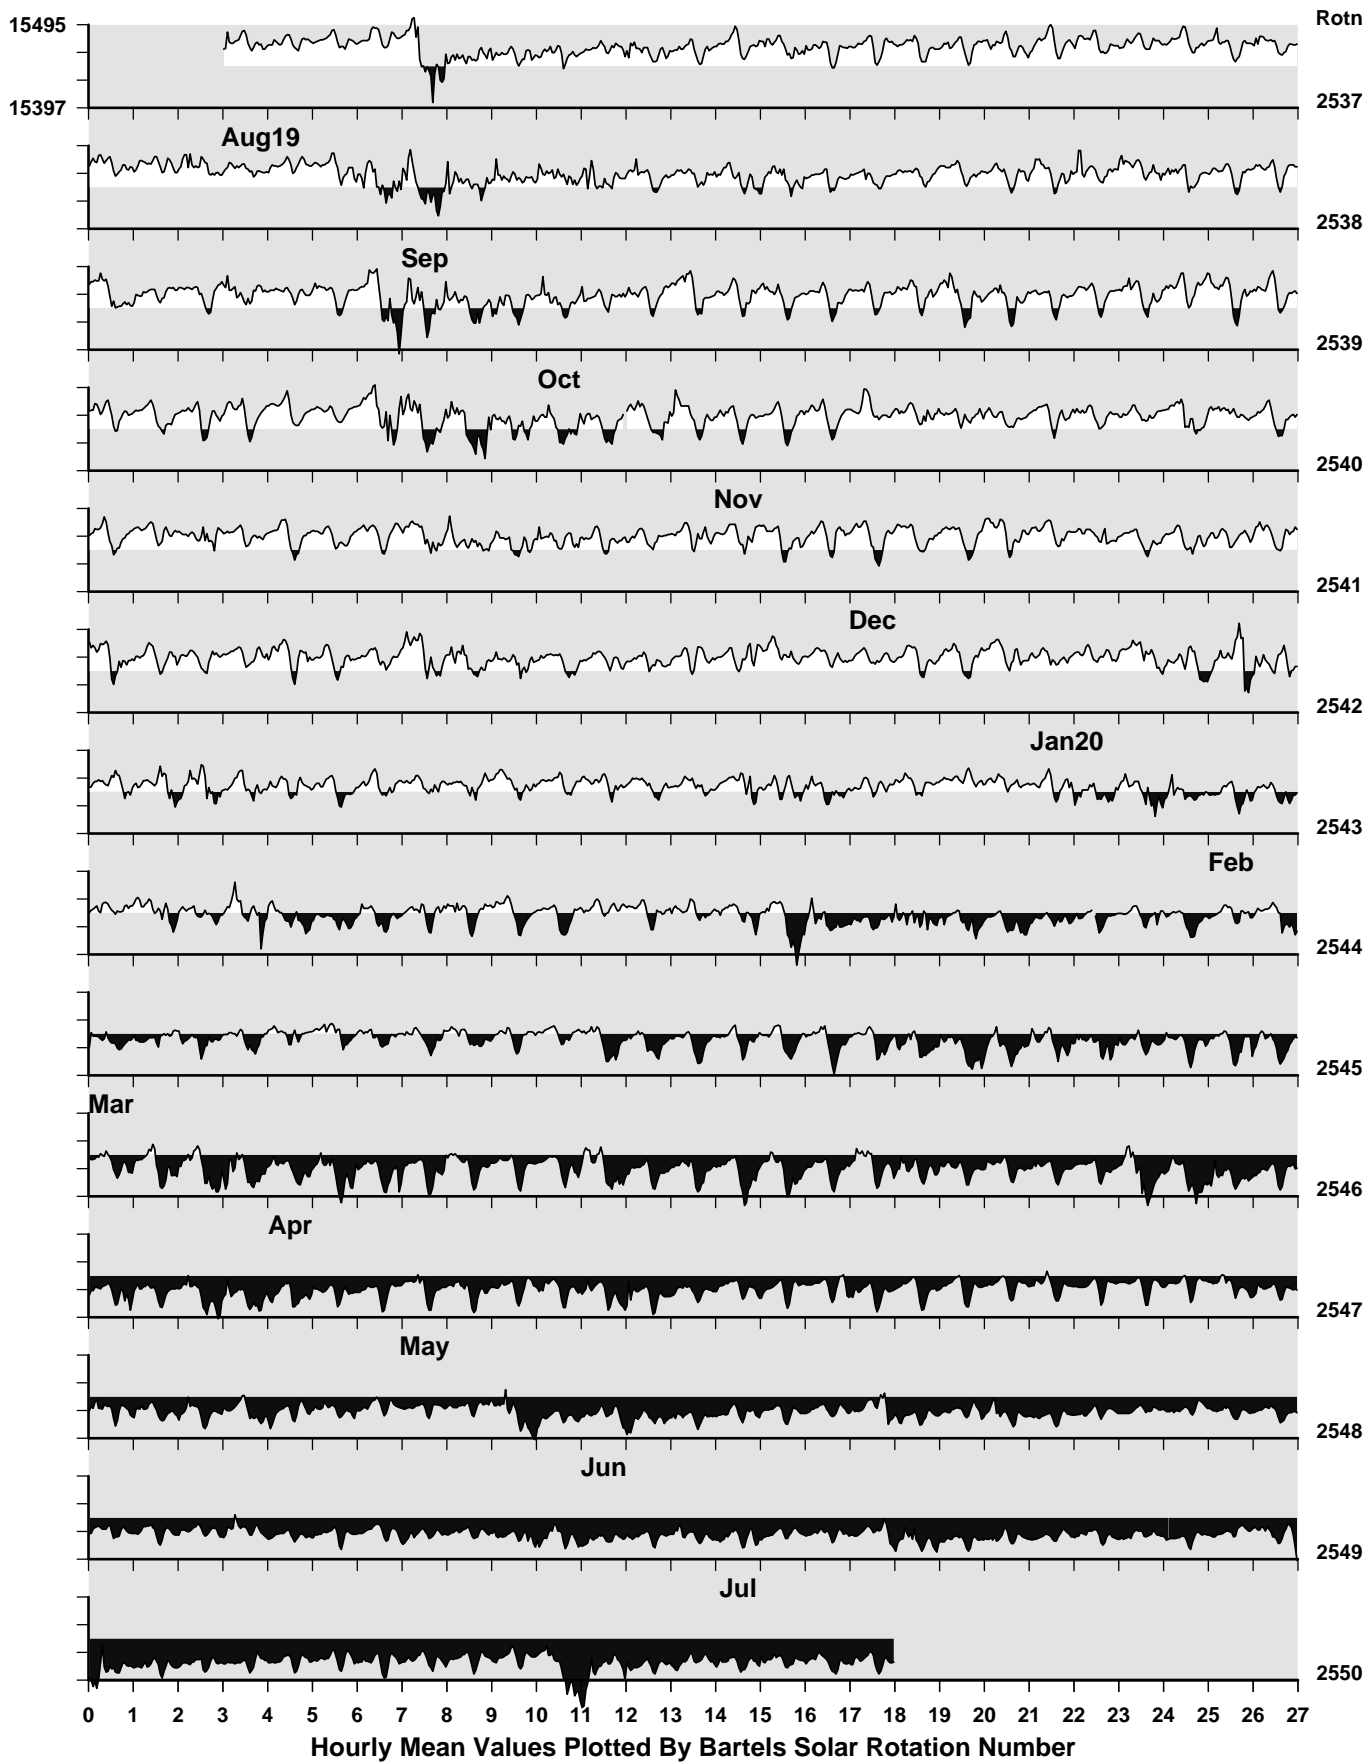 15495
Rotn
15397
2537
Aug19
2538
Sep
2539
Oct
2540
Nov
2541
Dec
2542
Jan20
2543
Feb
2544
2545
Mar
2546
Apr
2547
May
2548
Jun
2549
Jul
2550
0 1 2 3 4 5 6 7 8 9 10 11 12 13 14 15 16 17 18 19 20 21 22 23 24 25 26 27
Hourly Mean Values Plotted By Bartels Solar Rotation Number